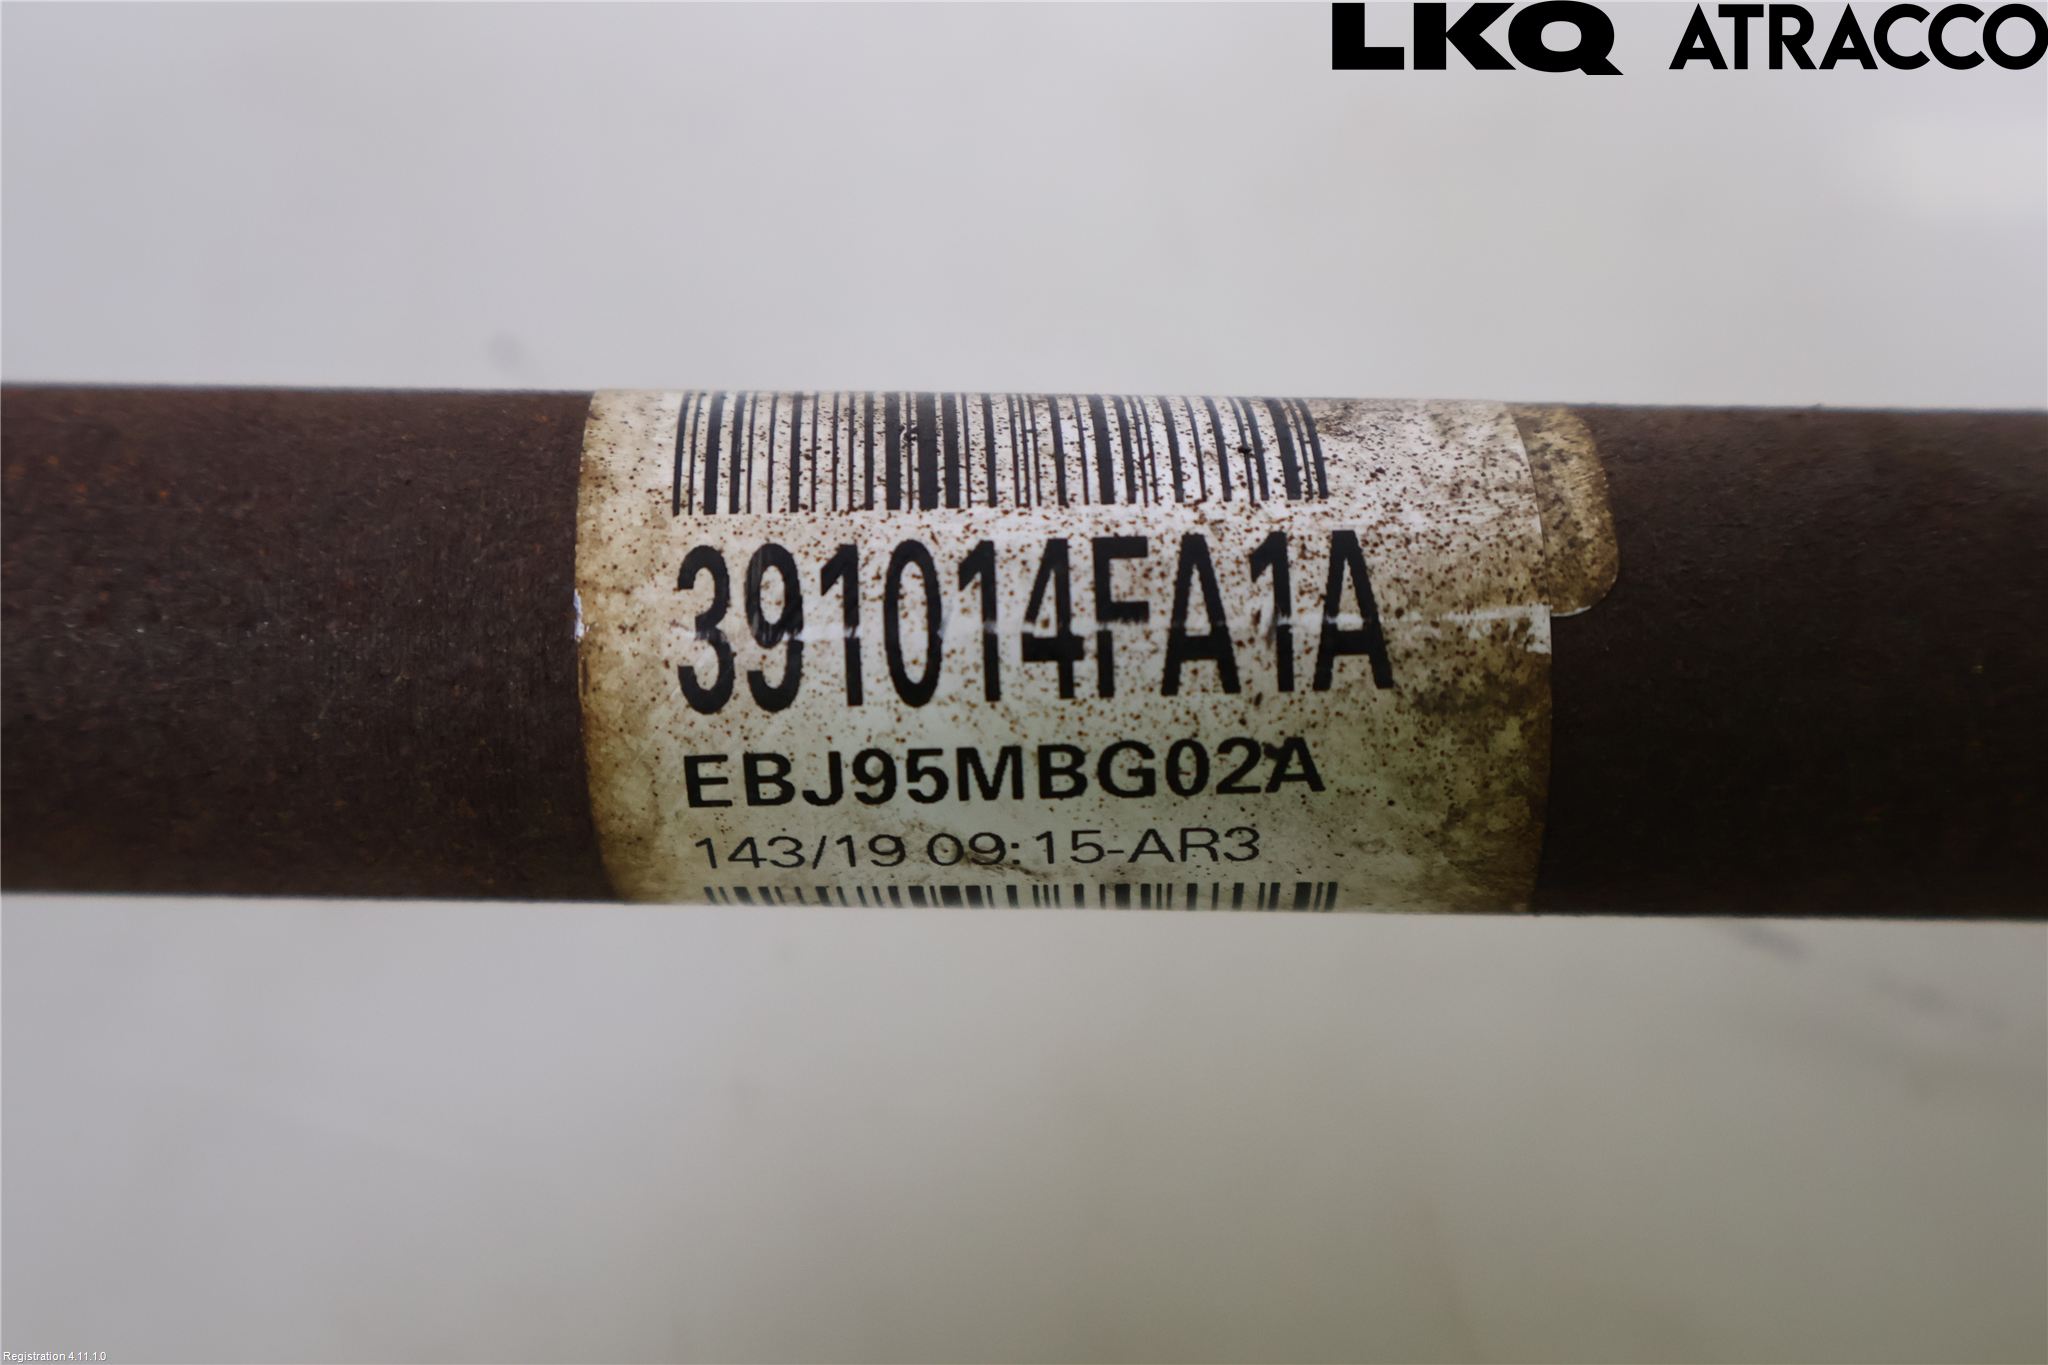 LKQ ATRACCO
391014FA1A
EBJ95MBG02A
143/19 09:15-AR3
Registration 4.11.1.0